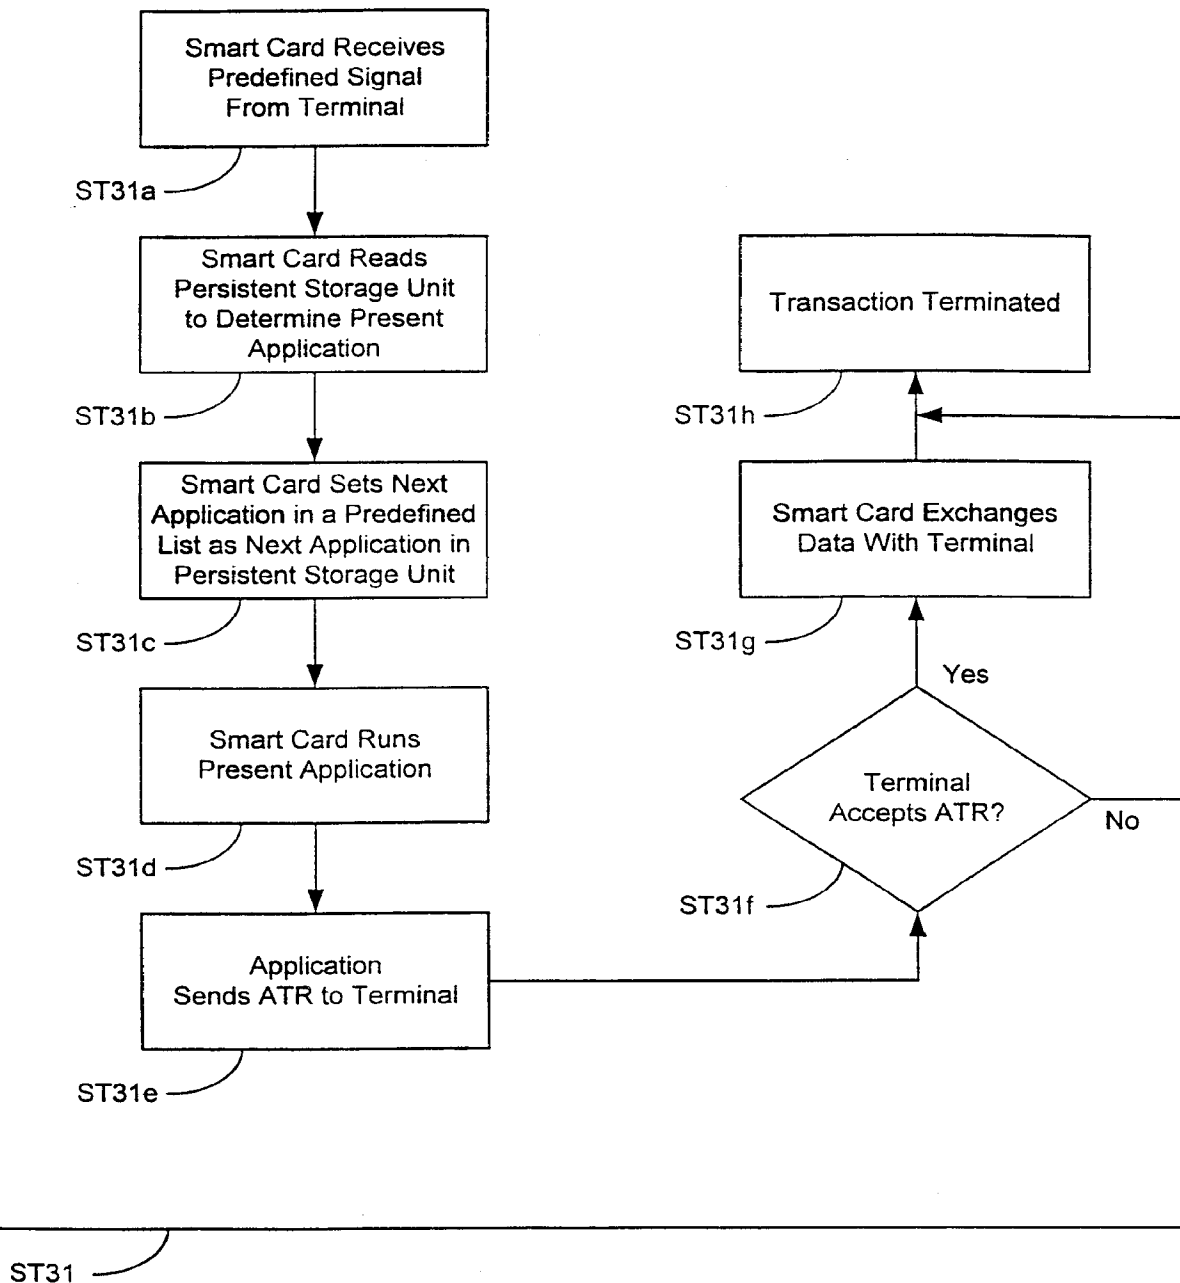 Smart Card Receives
Predefined Signal
From Terminal
ST31a
Smart Card Reads
Persistent Storage Unit
to Determine Present
Application
ST31b
Smart Card Sets Next
Application in a Predefined
List as Next Application in
Persistent Storage Unit
ST31c
Smart Card Runs
Present Application
ST31d
Application
Sends ATR to Terminal
ST31e
Transaction Terminated
ST31h
Smart Card Exchanges
Data With Terminal
ST31g
Yes
Terminal
Accepts ATR?
No
ST31f
ST31